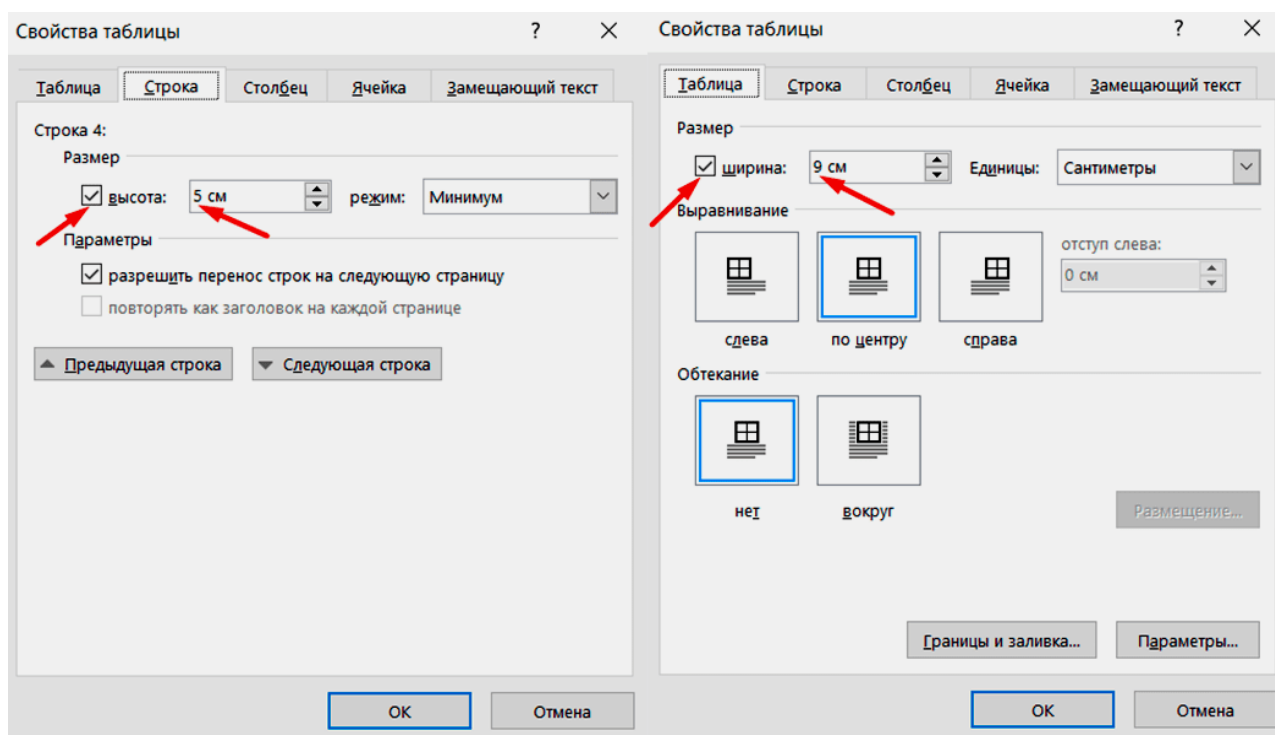 Свойства таблицы ? ×
Таблица Строка Столбец Ячейка Замещающий текст
Строка 4:
Размер
высота: 5 см режим: Минимум
Параметры
разрешить перенос строк на следующую страницу
повторять как заголовок на каждой странице
Предыдущая строка Следующая строка
ОК Отмена
Свойства таблицы ? ×
Таблица Строка Столбец Ячейка Замещающий текст
Размер
ширина: 9 см Единицы: Сантиметры
Выравнивание
отступ слева:
0 см
слева по центру справа
Обтекание
нет вокруг
Размещение...
Границы и заливка... Параметры...
ОК Отмена